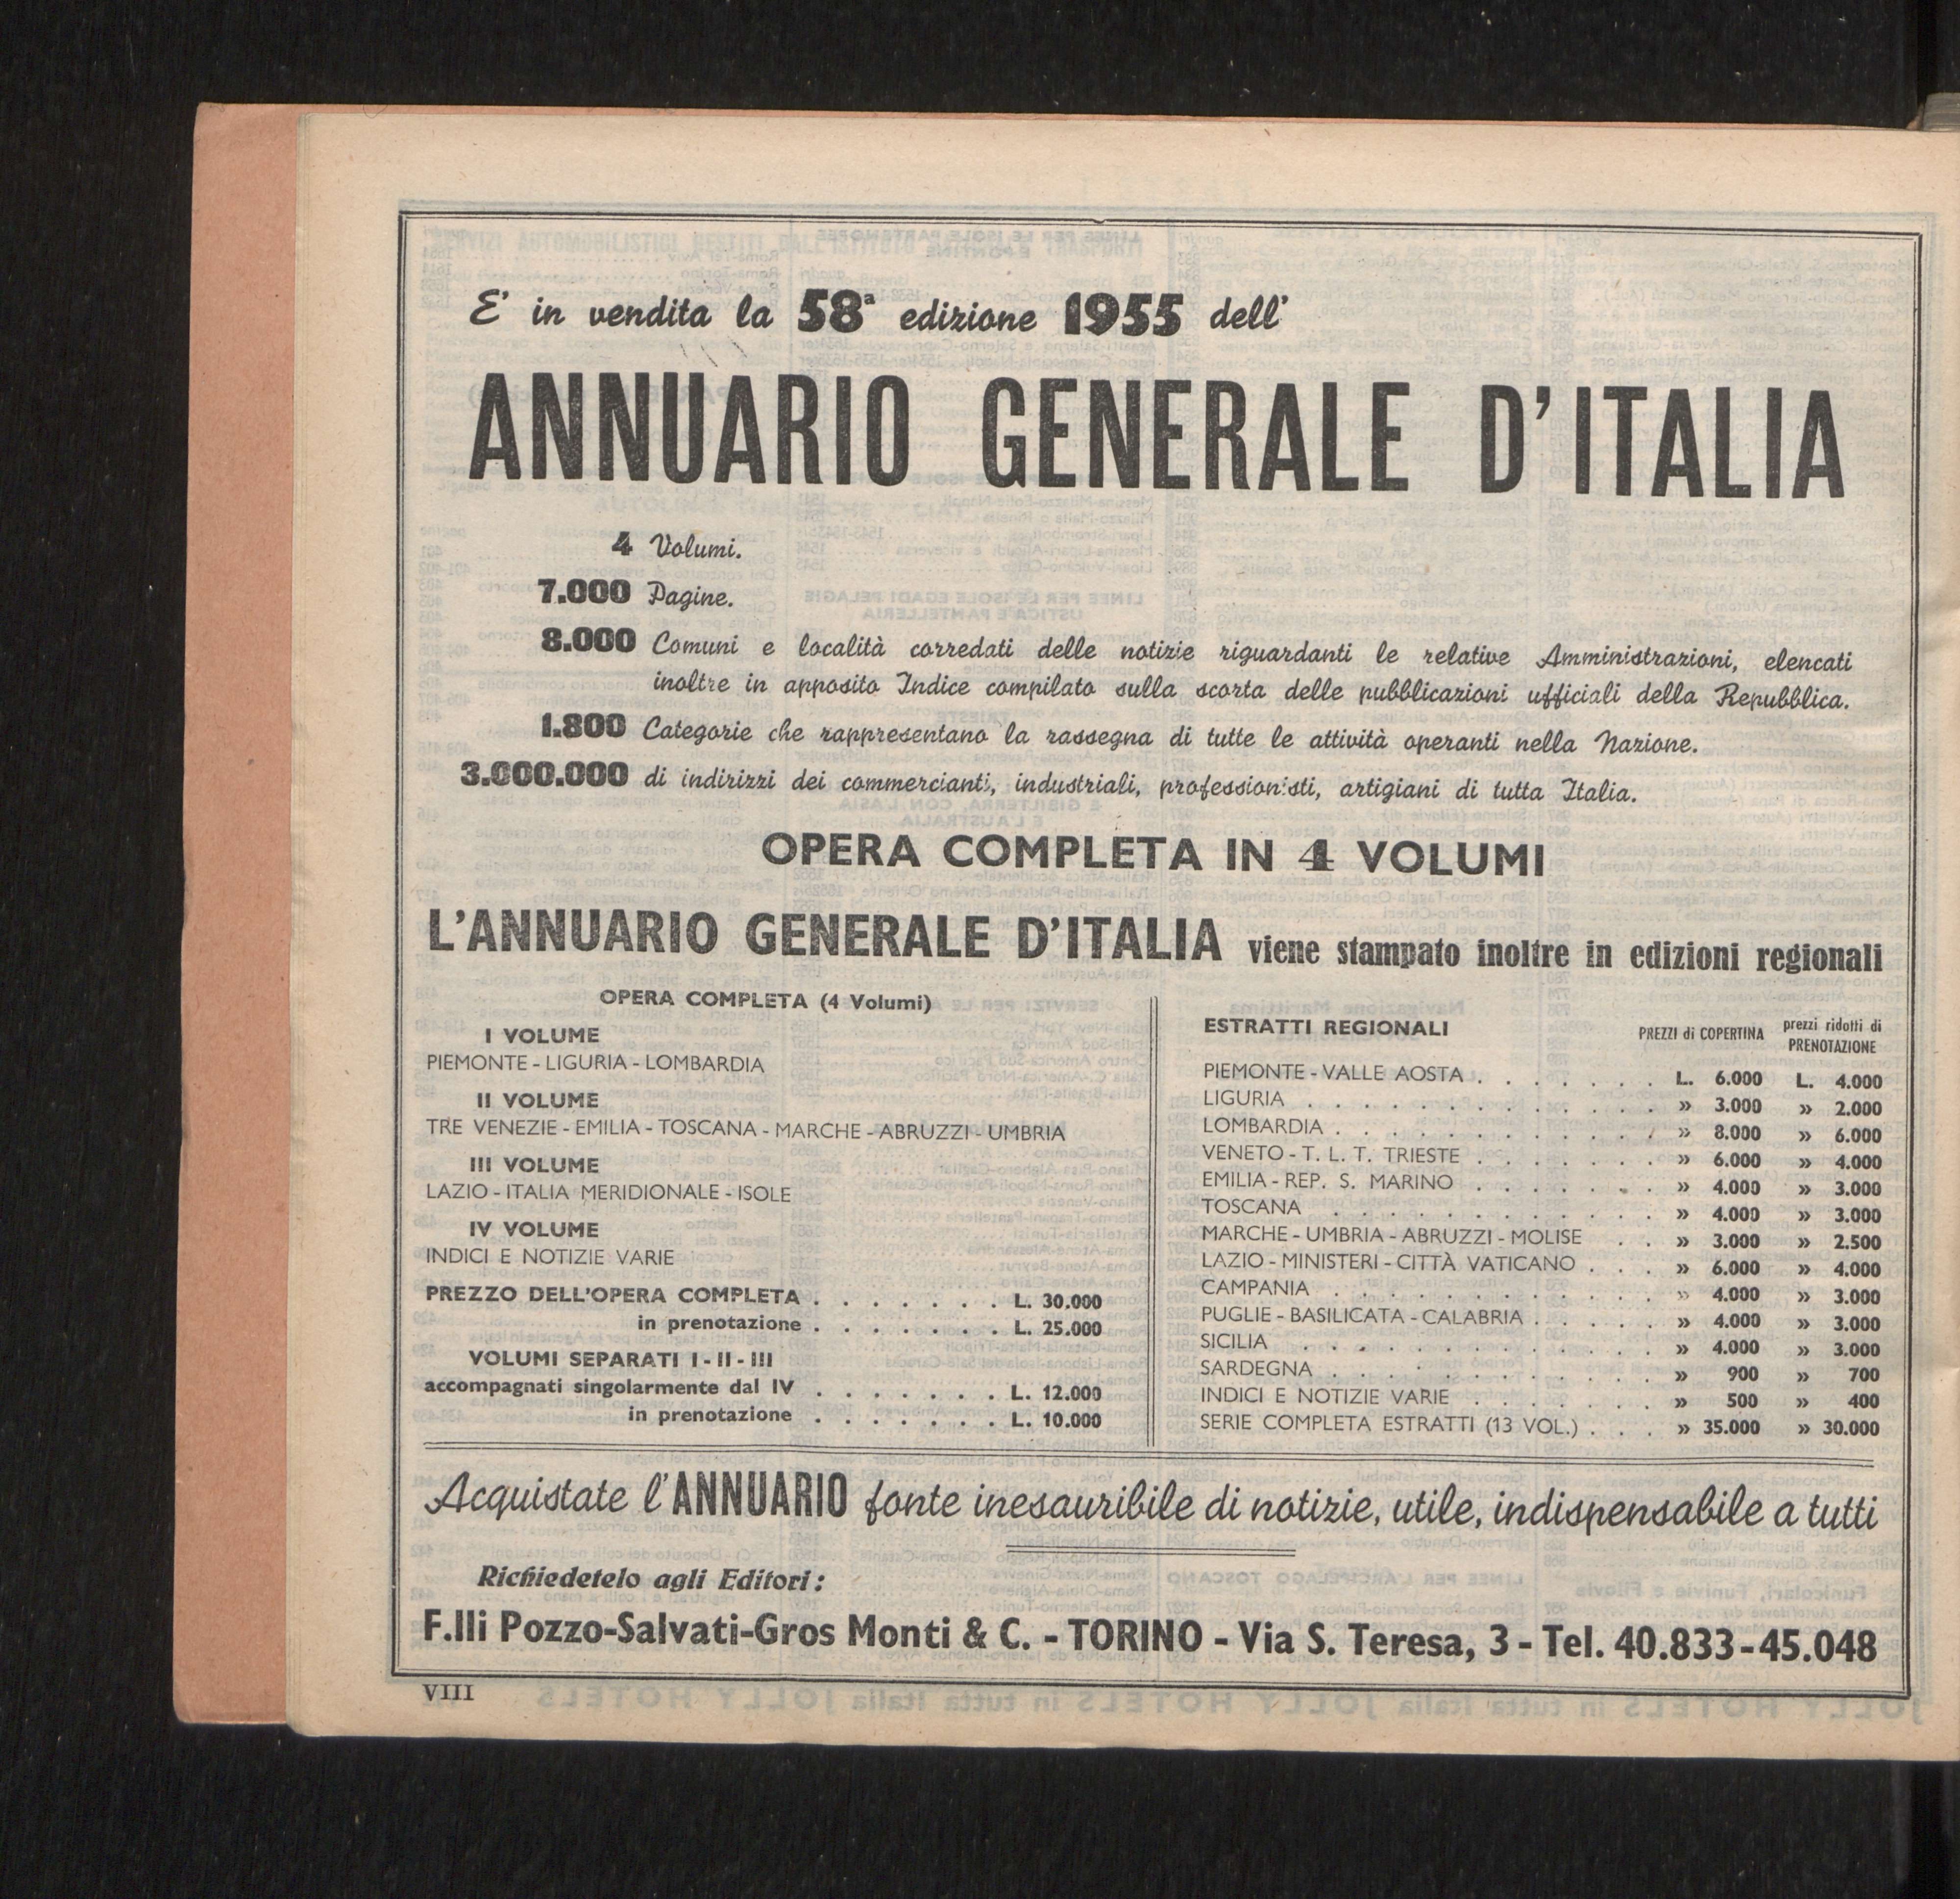 E' in vendita la 58ª edizione 1955 dell'
ANNUARIO GENERALE D'ITALIA
4 Volumi.
7.000 Pagine.
8.000 Comuni e località corredati delle notizie riguardanti le relative Amministrazioni, elencati
inoltre in apposito Indice compilato sulla scorta delle pubblicazioni ufficiali della Repubblica.
1.800 Categorie che rappresentano la rassegna di tutte le attività operanti nella Nazione.
3.000.000 di indirizzi dei commercianti, industriali, professionisti, artigiani di tutta Italia.
OPERA COMPLETA IN 4 VOLUMI
L'ANNUARIO GENERALE D'ITALIA viene stampato inoltre in edizioni regionali
OPERA COMPLETA (4 Volumi)
I VOLUME
PIEMONTE - LIGURIA - LOMBARDIA
II VOLUME
TRE VENEZIE - EMILIA - TOSCANA - MARCHE - ABRUZZI - UMBRIA
III VOLUME
LAZIO - ITALIA MERIDIONALE - ISOLE
IV VOLUME
INDICI E NOTIZIE VARIE
PREZZO DELL'OPERA COMPLETA . . . . . . . L. 30.000
in prenotazione . . . . . . . L. 25.000
VOLUMI SEPARATI I - II - III
accompagnati singolarmente dal IV . . . . . . . L. 12.000
in prenotazione . . . . . . . L. 10.000
ESTRATTI REGIONALI PREZZI di COPERTINA prezzi ridotti di PRENOTAZIONE
PIEMONTE - VALLE AOSTA . . . . . . . L. 6.000 L. 4.000
LIGURIA . . . . . . . . . . . . . » 3.000 » 2.000
LOMBARDIA . . . . . . . . . . . . » 8.000 » 6.000
VENETO - T. L. T. TRIESTE . . . . . . . » 6.000 » 4.000
EMILIA - REP. S. MARINO . . . . . . . » 4.000 » 3.000
TOSCANA . . . . . . . . . . . . » 4.000 » 3.000
MARCHE - UMBRIA - ABRUZZI - MOLISE . . » 3.000 » 2.500
LAZIO - MINISTERI - CITTÀ VATICANO . . . » 6.000 » 4.000
CAMPANIA . . . . . . . . . . . . » 4.000 » 3.000
PUGLIE - BASILICATA - CALABRIA . . . . . » 4.000 » 3.000
SICILIA . . . . . . . . . . . . . » 4.000 » 3.000
SARDEGNA . . . . . . . . . . . . » 900 » 700
INDICI E NOTIZIE VARIE . . . . . . . » 500 » 400
SERIE COMPLETA ESTRATTI (13 VOL.) . . . » 35.000 » 30.000
Acquistate l'ANNUARIO fonte inesauribile di notizie, utile, indispensabile a tutti
Richiedetelo agli Editori:
F.lli Pozzo-Salvati-Gros Monti & C. - TORINO - Via S. Teresa, 3 - Tel. 40.833-45.048
VIII